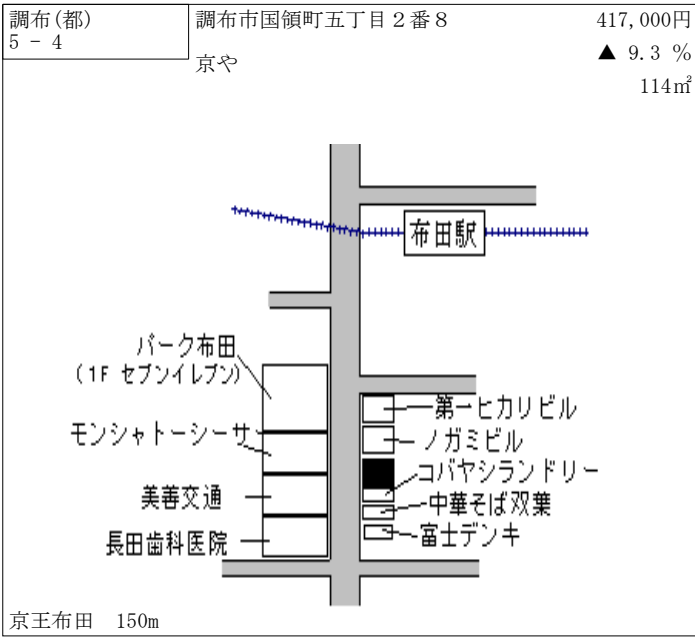 調布(都)
5 - 4
調布市国領町五丁目２番８
京や
417,000円
▲ 9.3 %
114㎡
布田駅
パーク布田
(1F セブンイレブン)
モンシャトーシーサー
美善交通
長田歯科医院
第一ヒカリビル
ノガミビル
コバヤシランドリー
中華そば双葉
富士デンキ
京王布田　150m